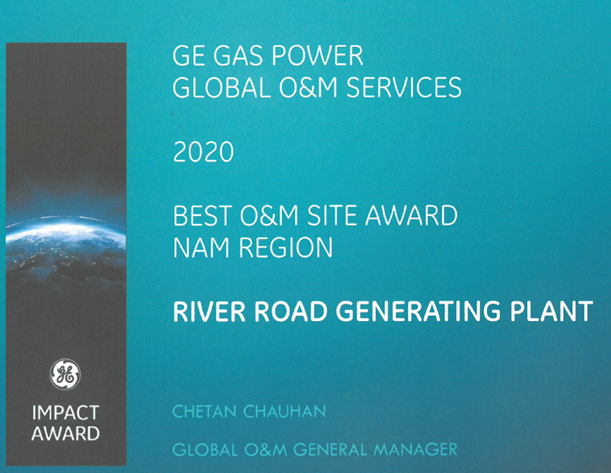 GE GAS POWER
GLOBAL O&M SERVICES
2020
BEST O&M SITE AWARD
NAM REGION
RIVER ROAD GENERATING PLANT
GE
IMPACT
AWARD
CHETAN CHAUHAN
GLOBAL O&M GENERAL MANAGER